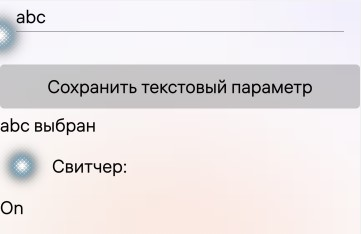 abc
Сохранить текстовый параметр
abc выбран
Свитчер:
On